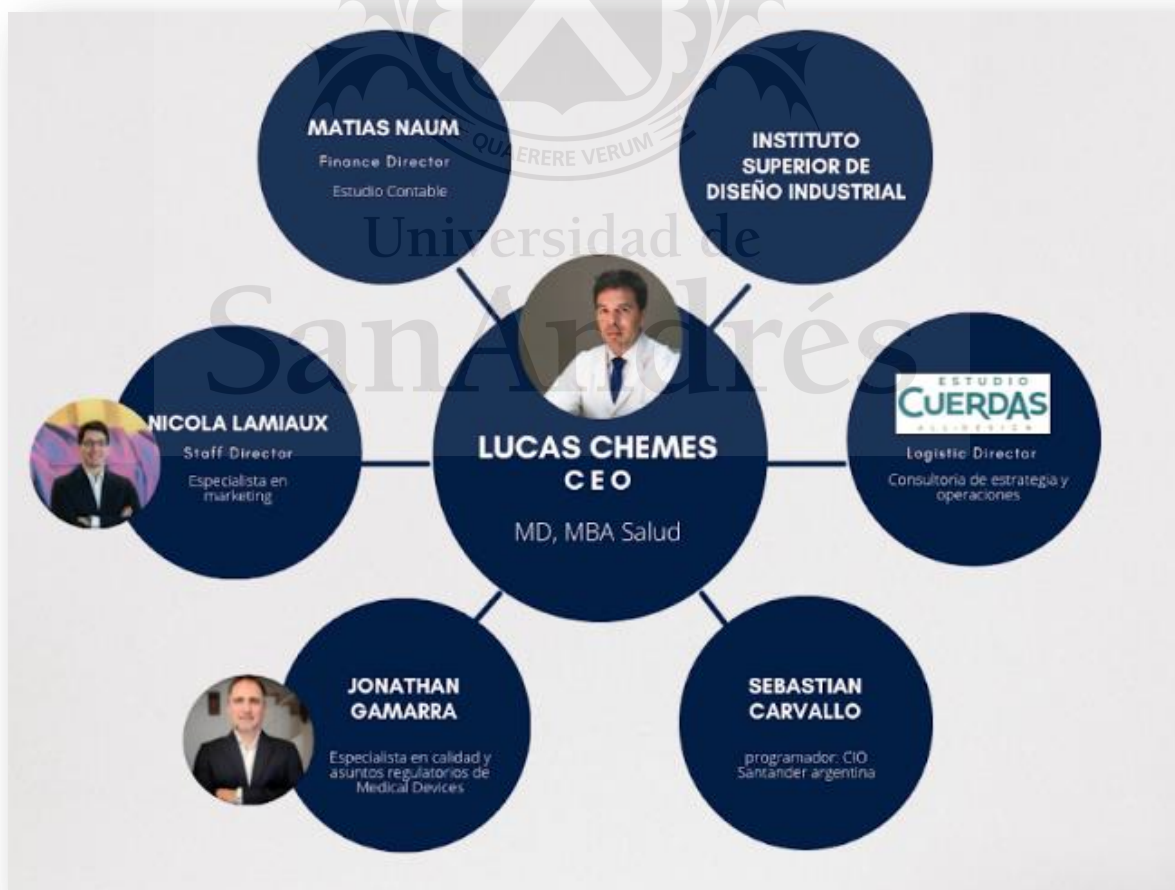 QUAERERE VERUM
Universidad de
SanAndrés
MATIAS NAUM
Finance Director
Estudio Contable
INSTITUTO
SUPERIOR DE
DISEÑO INDUSTRIAL
NICOLA LAMIAUX
Staff Director
Especialista en
marketing
LUCAS CHEMES
CEO
MD, MBA Salud
ESTUDIO
CUERDAS
ALL·DESIGN
Logistic Director
Consultoria de estrategia y
operaciones
JONATHAN
GAMARRA
Especialista en calidad y
asuntos regulatorios de
Medical Devices
SEBASTIAN
CARVALLO
programador: CIO
Santander argentina